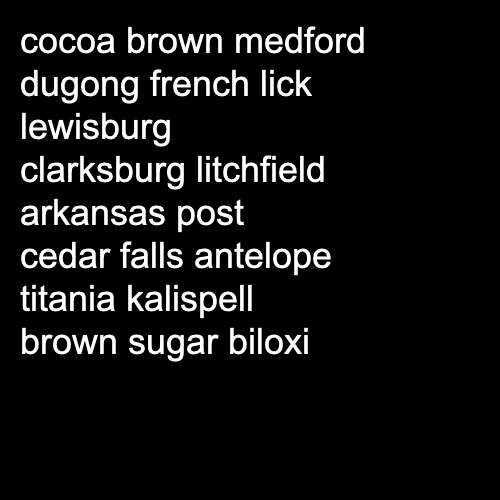 cocoa brown medford
dugong french lick
lewisburg
clarksburg litchfield
arkansas post
cedar falls antelope
titania kalispell
brown sugar biloxi